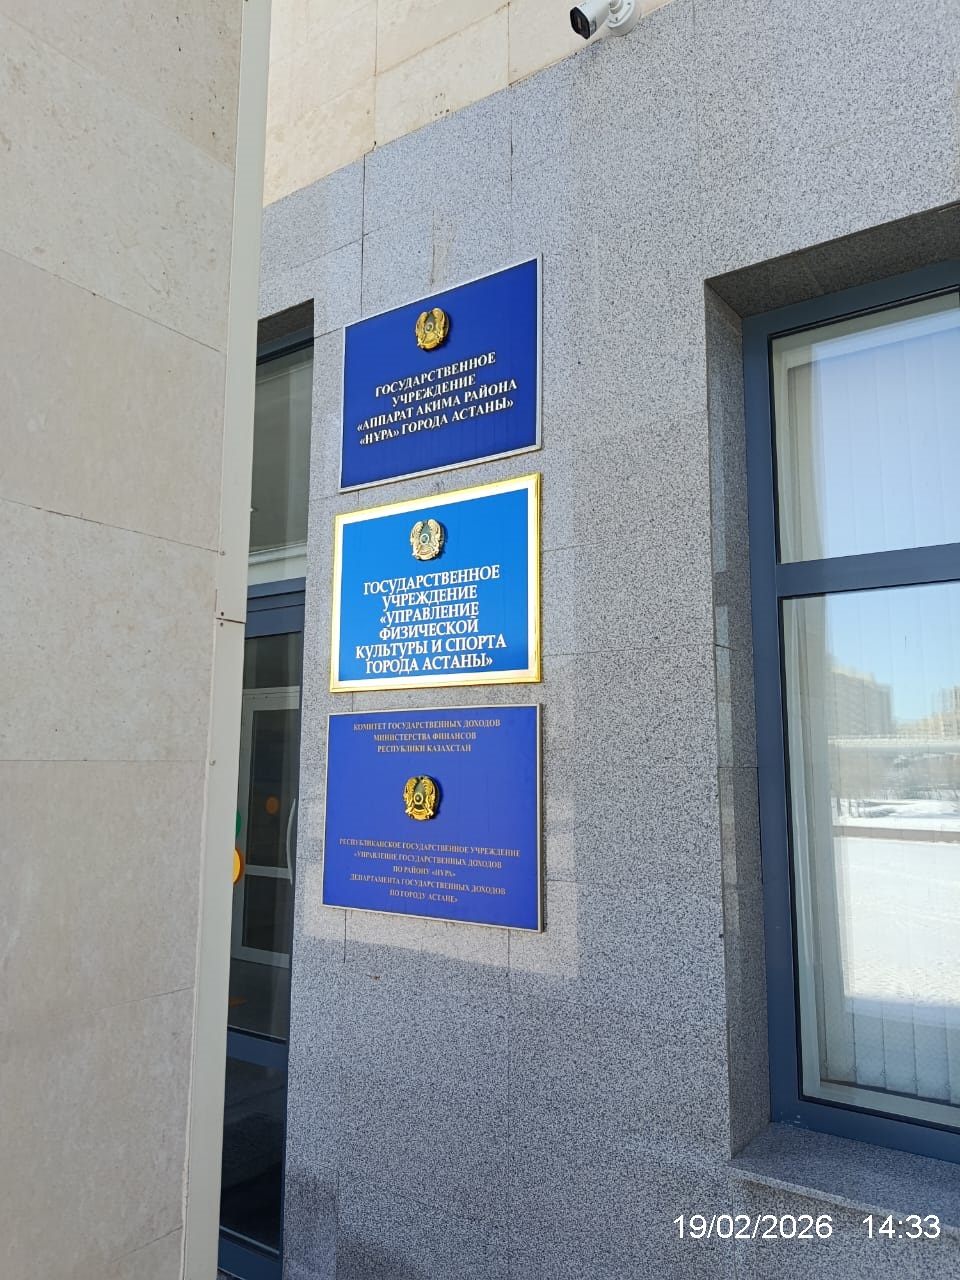 ГОСУДАРСТВЕННОЕ
УЧРЕЖДЕНИЕ
«АППАРАТ АКИМА РАЙОНА
«НҰРА» ГОРОДА АСТАНЫ»
ГОСУДАРСТВЕННОЕ
УЧРЕЖДЕНИЕ
«УПРАВЛЕНИЕ
ФИЗИЧЕСКОЙ
КУЛЬТУРЫ И СПОРТА
ГОРОДА АСТАНЫ»
КОМИТЕТ ГОСУДАРСТВЕННЫХ ДОХОДОВ
МИНИСТЕРСТВА ФИНАНСОВ
РЕСПУБЛИКИ КАЗАХСТАН
РЕСПУБЛИКАНСКОЕ ГОСУДАРСТВЕННОЕ УЧРЕЖДЕНИЕ
«УПРАВЛЕНИЕ ГОСУДАРСТВЕННЫХ ДОХОДОВ
ПО РАЙОНУ «НҰРА»
ДЕПАРТАМЕНТА ГОСУДАРСТВЕННЫХ ДОХОДОВ
ПО ГОРОДУ АСТАНЕ»
19/02/2026 14:33